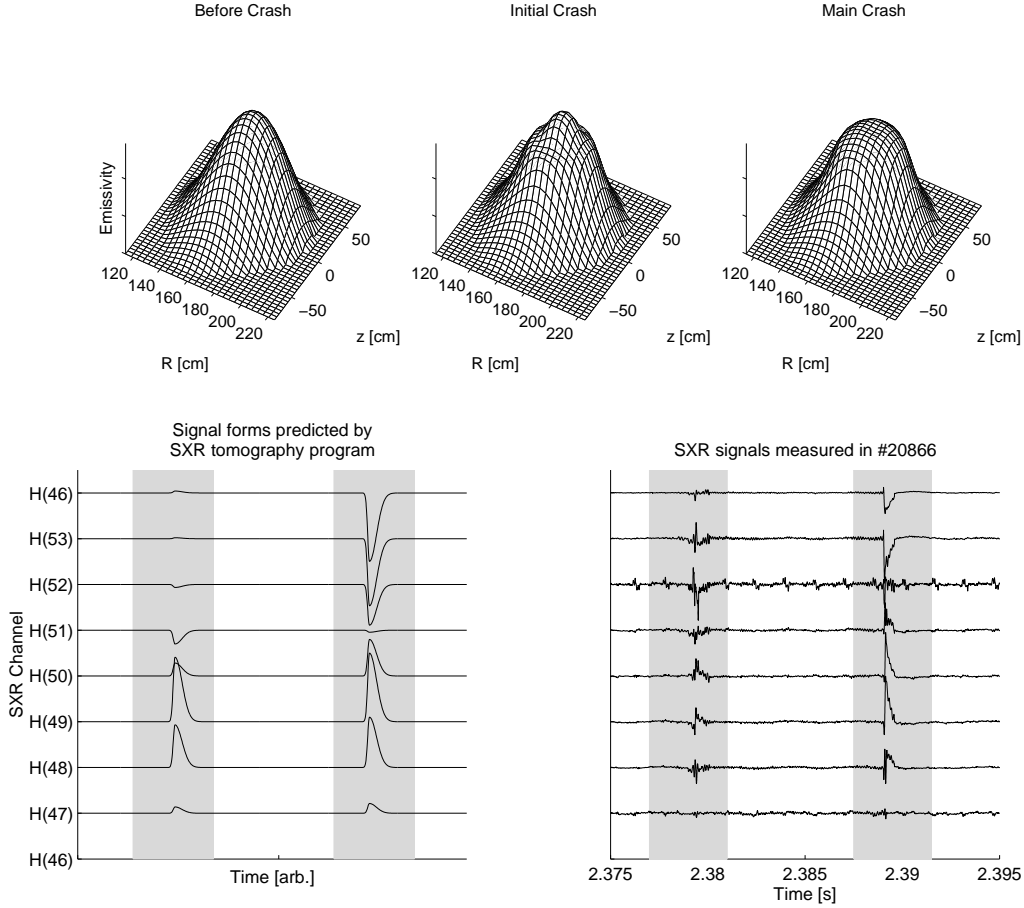 Before Crash
Initial Crash
Main Crash
Emissivity
120
140
160
180
200
220
−50
0
50
R [cm]
z [cm]
120
140
160
180
200
220
−50
0
50
R [cm]
z [cm]
120
140
160
180
200
220
−50
0
50
R [cm]
z [cm]
Signal forms predicted by
SXR tomography program
SXR Channel
H(46)
H(53)
H(52)
H(51)
H(50)
H(49)
H(48)
H(47)
H(46)
Time [arb.]
SXR signals measured in #20866
2.375
2.38
2.385
2.39
2.395
Time [s]